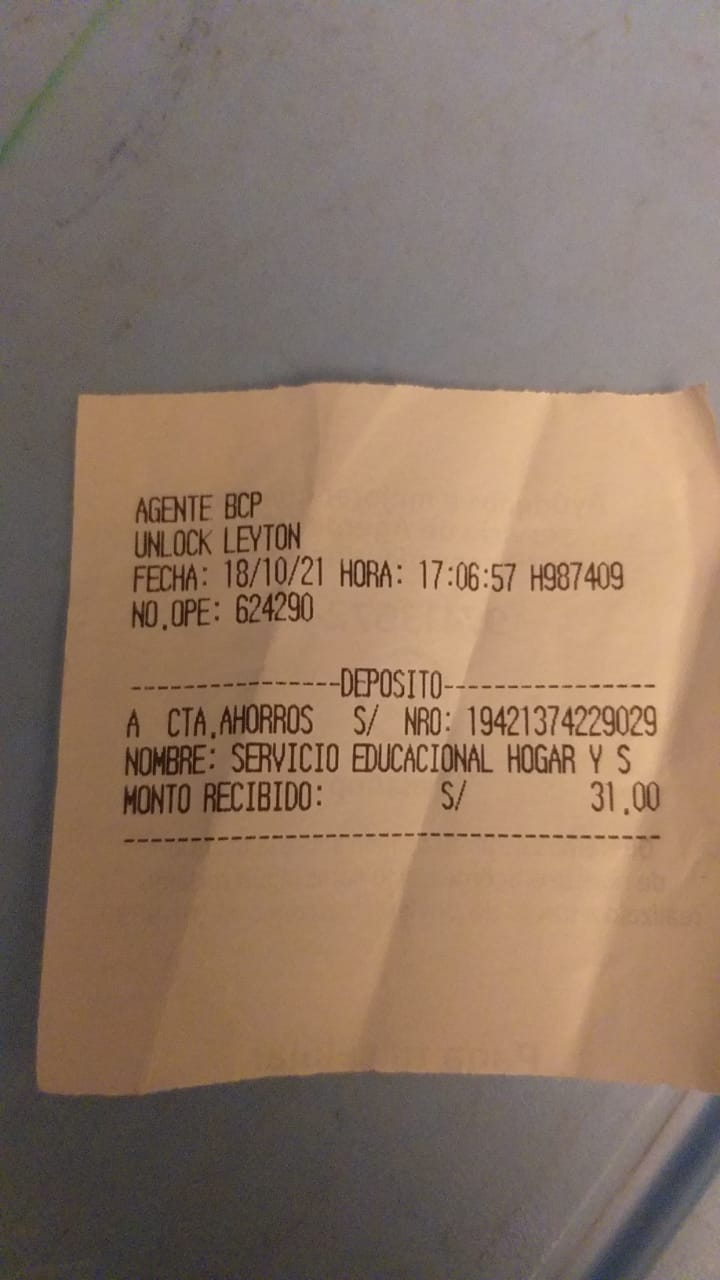 AGENTE BCP
UNLOCK LEYTON
FECHA: 18/10/21 HORA: 17:06:57 H987409
NO.OPE: 624290
----------------DEPOSITO----------------
A CTA.AHORROS S/ NRO: 19421374229029
NOMBRE: SERVICIO EDUCACIONAL HOGAR Y S
MONTO RECIBIDO: S/ 31.00
----------------------------------------